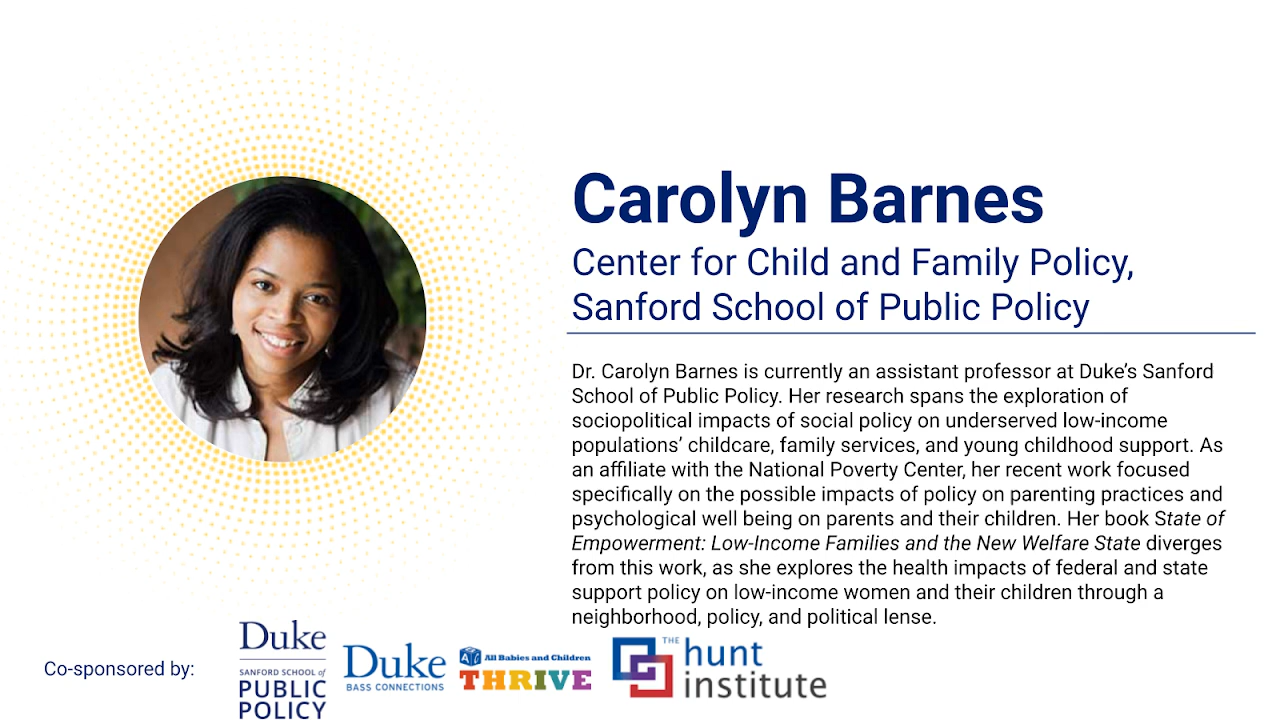 Carolyn Barnes
Center for Child and Family Policy,
Sanford School of Public Policy
Dr. Carolyn Barnes is currently an assistant professor at Duke’s Sanford
School of Public Policy. Her research spans the exploration of
sociopolitical impacts of social policy on underserved low-income
populations’ childcare, family services, and young childhood support. As
an affiliate with the National Poverty Center, her recent work focused
specifically on the possible impacts of policy on parenting practices and
psychological well being on parents and their children. Her book State of
Empowerment: Low-Income Families and the New Welfare State diverges
from this work, as she explores the health impacts of federal and state
support policy on low-income women and their children through a
neighborhood, policy, and political lense.
Co-sponsored by:
Duke
SANFORD SCHOOL of
PUBLIC
POLICY
Duke
BASS CONNECTIONS
All Babies and Children
THRIVE
THE
hunt
institute